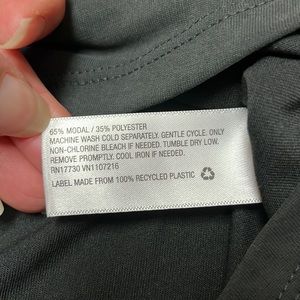 65% MODAL / 35% POLYESTER
MACHINE WASH COLD SEPARATELY. GENTLE CYCLE. ONLY
NON-CHLORINE BLEACH IF NEEDED. TUMBLE DRY LOW.
REMOVE PROMPTLY. COOL IRON IF NEEDED.
RN17730 VN1107216
LABEL MADE FROM 100% RECYCLED PLASTIC